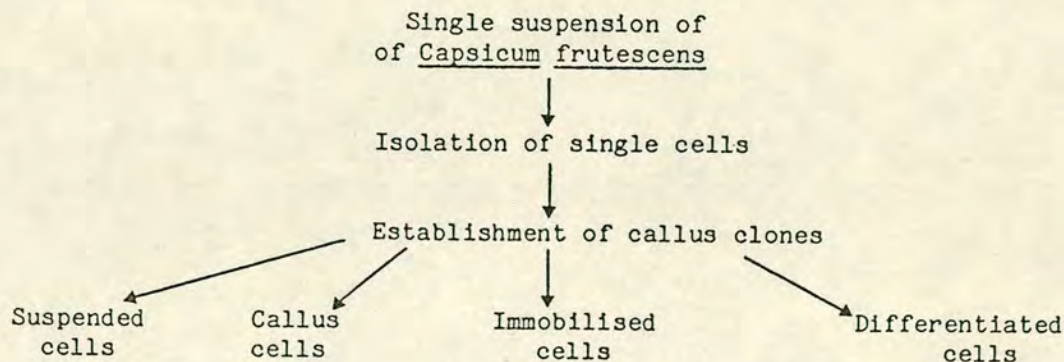 Single suspension of
of Capsicum frutescens
Isolation of single cells
Establishment of callus clones
Suspended
cells
Callus
cells
Immobilised
cells
Differentiated
cells